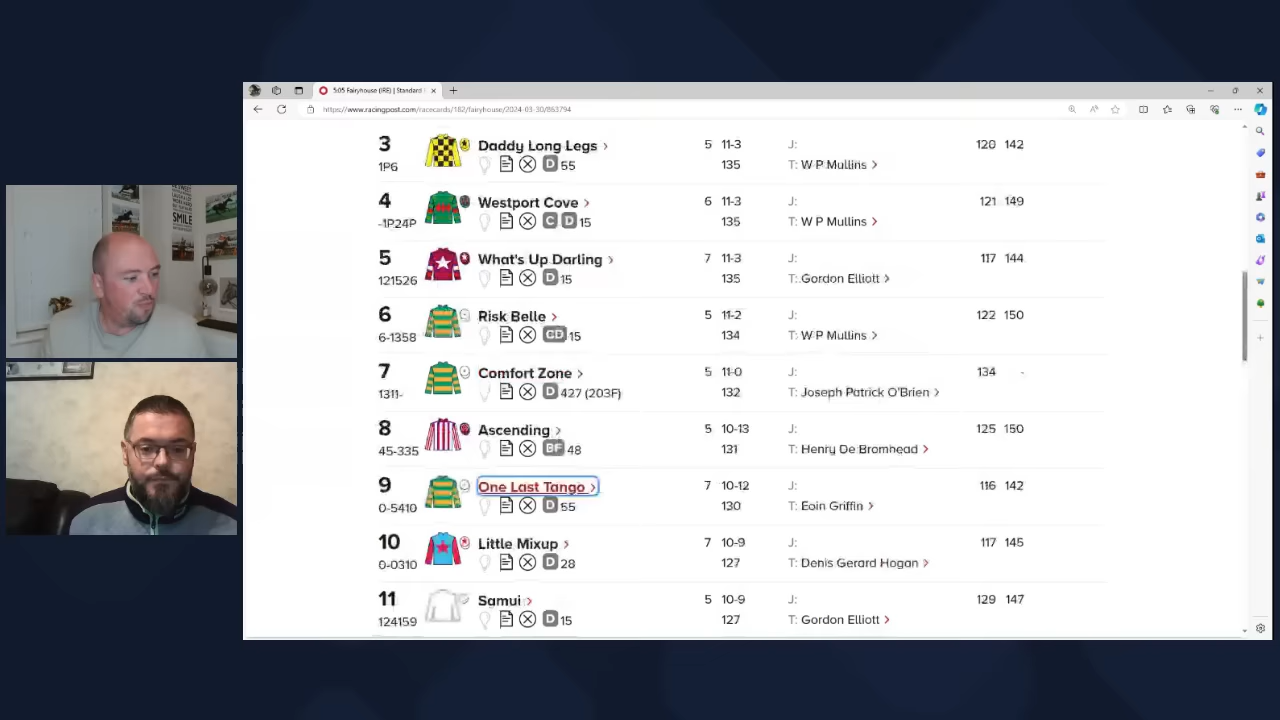 SMILE
5:05 Fairyhouse (IRE) | Standard
https://www.racingpost.com/racecards/182/fairyhouse/2024-03-30/863794
3 Daddy Long Legs > 5 11-3 J: 120 142
1P6 D 55 135 T: W P Mullins >
4 Westport Cove > 6 11-3 J: 121 149
-1P24P C D 15 135 T: W P Mullins >
5 What's Up Darling > 7 11-3 J: 117 144
121526 D 15 135 T: Gordon Elliott >
6 Risk Belle > 5 11-2 J: 122 150
6-1358 CD 15 134 T: W P Mullins >
7 Comfort Zone > 5 11-0 J: 134 -
1311- D 427 (203F) 132 T: Joseph Patrick O'Brien >
8 Ascending > 5 10-13 J: 125 150
45-335 BF 48 131 T: Henry De Bromhead >
9 One Last Tango > 7 10-12 J: 116 142
0-5410 D 55 130 T: Eoin Griffin >
10 Little Mixup > 7 10-9 J: 117 145
0-0310 D 28 127 T: Denis Gerard Hogan >
11 Samui > 5 10-9 J: 129 147
124159 D 15 127 T: Gordon Elliott >